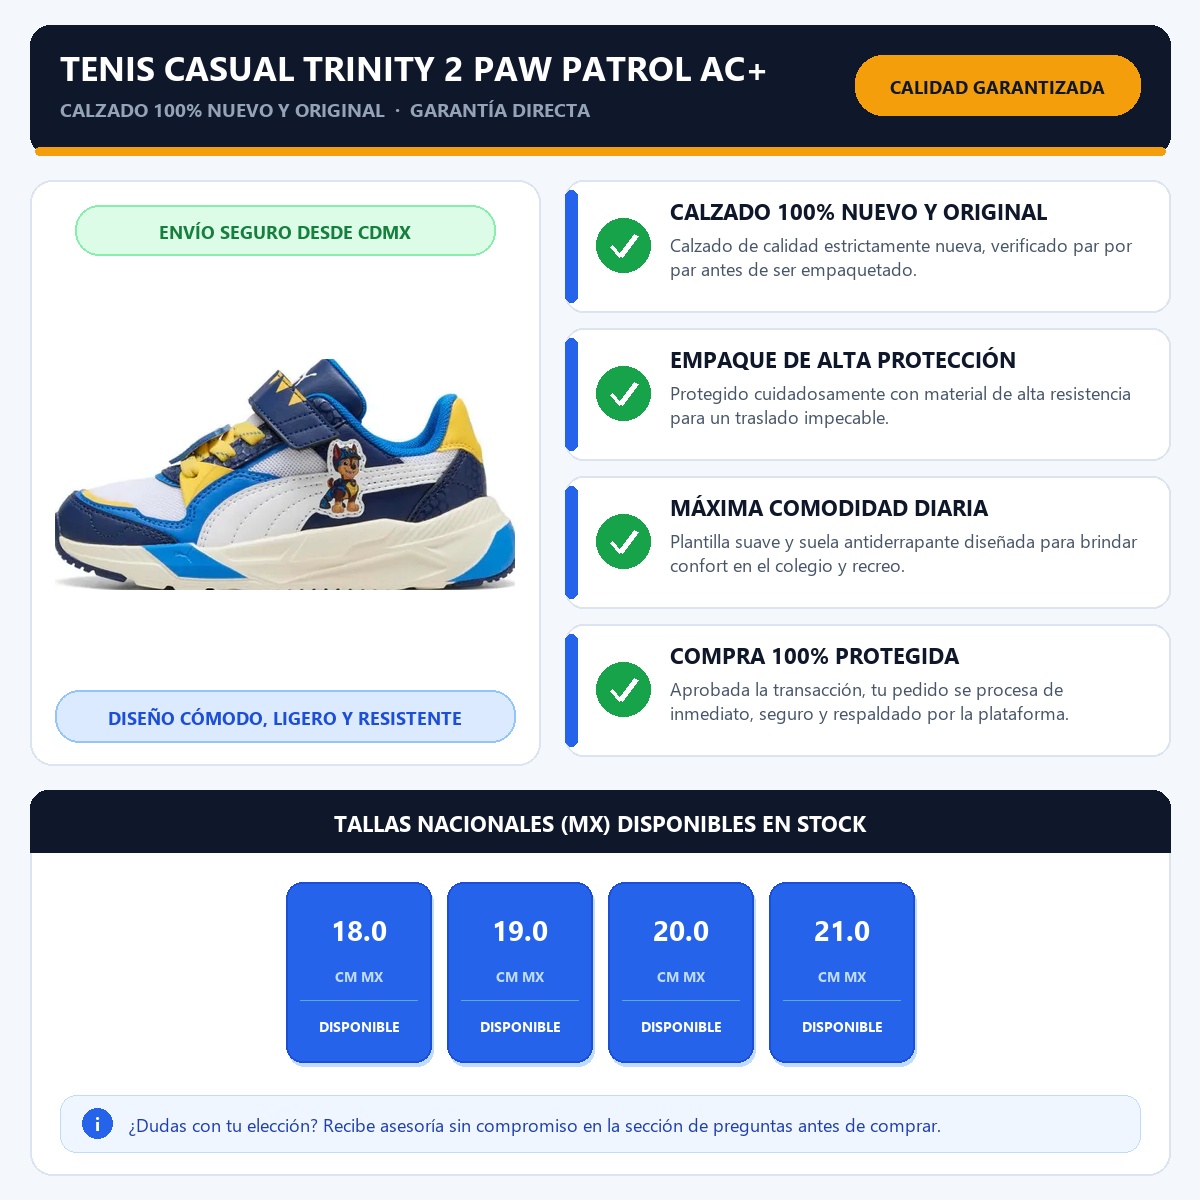 TENIS CASUAL TRINITY 2 PAW PATROL AC+
CALZADO 100% NUEVO Y ORIGINAL · GARANTÍA DIRECTA
CALIDAD GARANTIZADA
ENVÍO SEGURO DESDE CDMX
DISEÑO CÓMODO, LIGERO Y RESISTENTE
CALZADO 100% NUEVO Y ORIGINAL
Calzado de calidad estrictamente nueva, verificado par por
par antes de ser empaquetado.
EMPAQUE DE ALTA PROTECCIÓN
Protegido cuidadosamente con material de alta resistencia
para un traslado impecable.
MÁXIMA COMODIDAD DIARIA
Plantilla suave y suela antiderrapante diseñada para brindar
confort en el colegio y recreo.
COMPRA 100% PROTEGIDA
Aprobada la transacción, tu pedido se procesa de
inmediato, seguro y respaldado por la plataforma.
TALLAS NACIONALES (MX) DISPONIBLES EN STOCK
18.0
CM MX
DISPONIBLE
19.0
CM MX
DISPONIBLE
20.0
CM MX
DISPONIBLE
21.0
CM MX
DISPONIBLE
¿Dudas con tu elección? Recibe asesoría sin compromiso en la sección de preguntas antes de comprar.